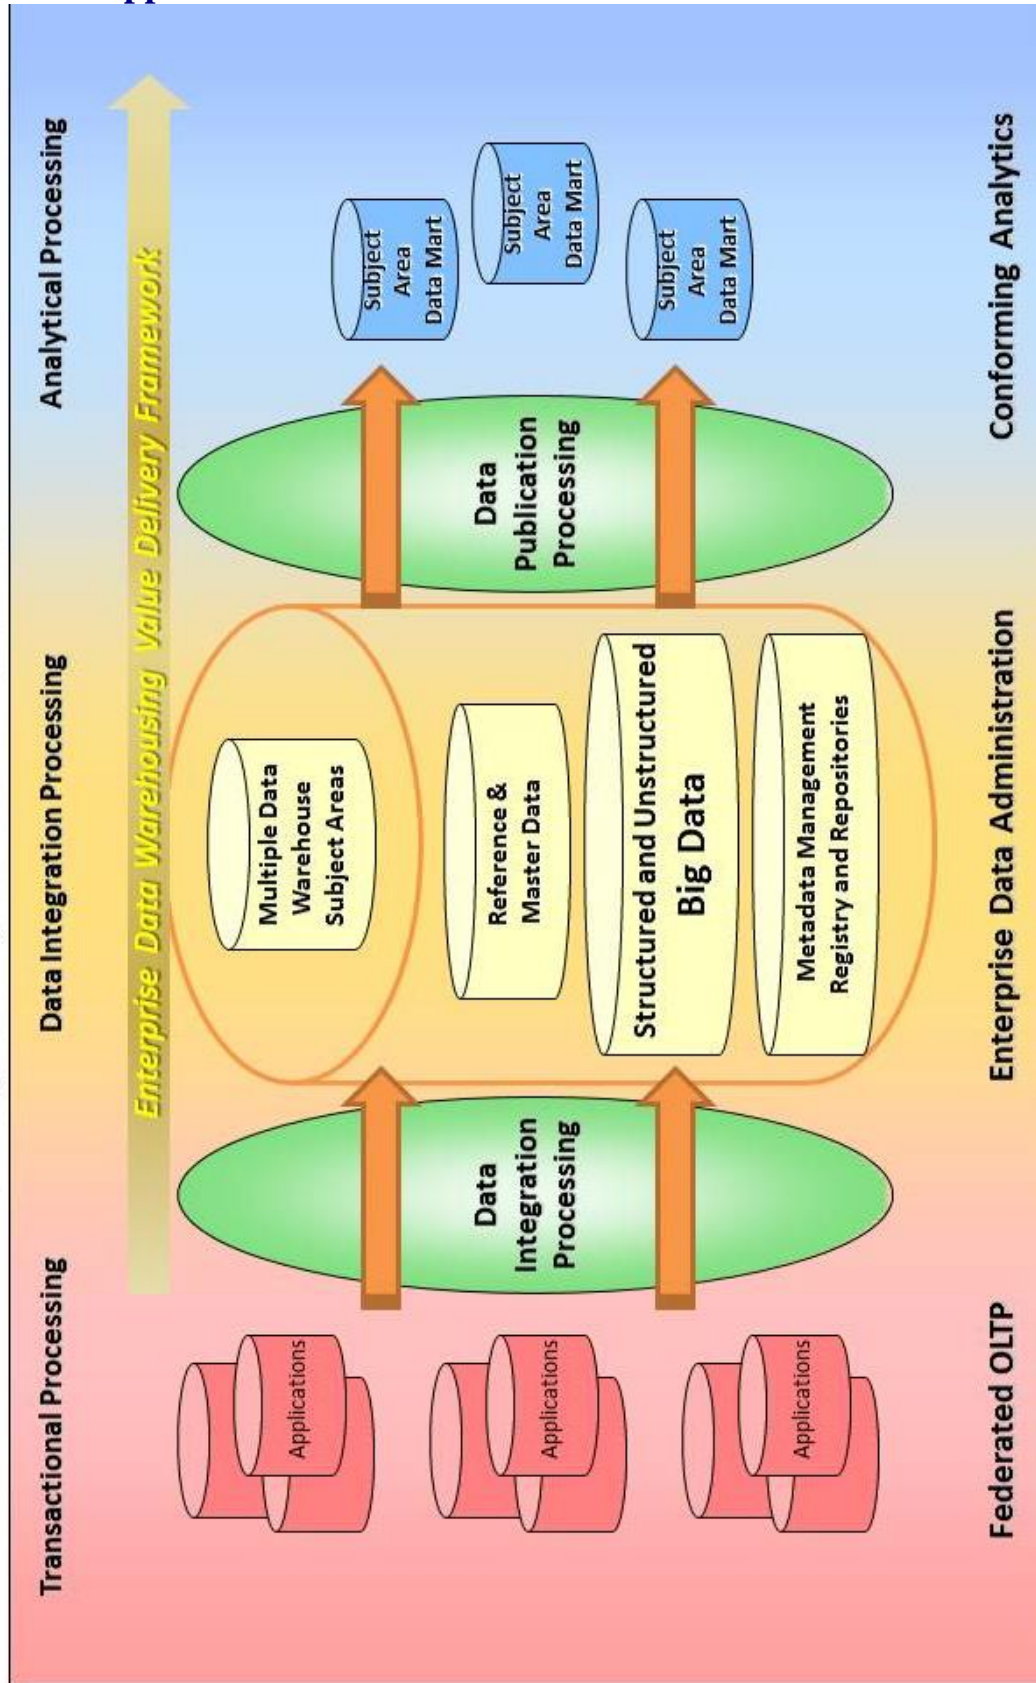 Transactional Processing
Data Integration Processing
Analytical Processing
Enterprise Data Warehousing Value Delivery Framework
Applications
Applications
Applications
Data
Integration
Processing
Multiple Data
Warehouse
Subject Areas
Reference &
Master Data
Structured and Unstructured
Big Data
Metadata Management
Registry and Repositories
Data
Publication
Processing
Subject
Area
Data Mart
Subject
Area
Data Mart
Subject
Area
Data Mart
Federated OLTP
Enterprise Data Administration
Conforming Analytics